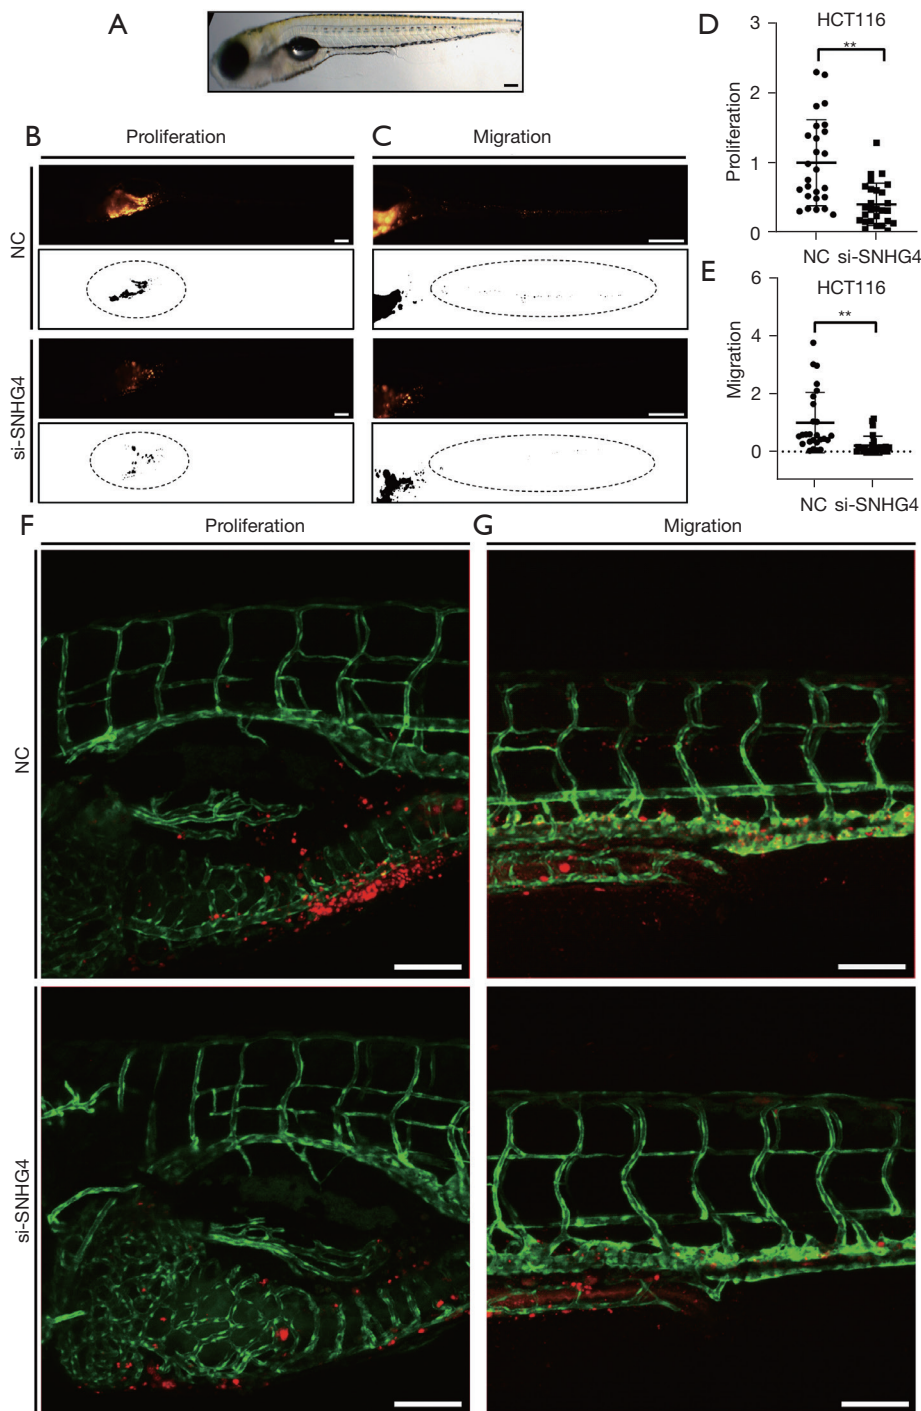 A
B
Proliferation
C
Migration
NC
si-SNHG4
D
HCT116
**
Proliferation
3
2
1
0
NC si-SNHG4
E
HCT116
**
Migration
6
4
2
0
NC si-SNHG4
F
Proliferation
G
Migration
NC
si-SNHG4